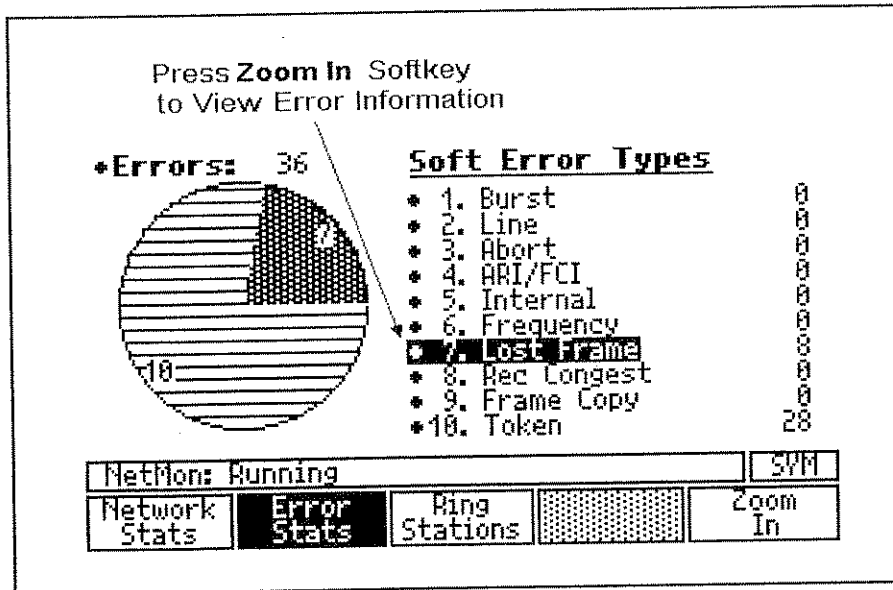 Press Zoom In Softkey
to View Error Information
Errors: 36
7
10
Soft Error Types
1. Burst 0
2. Line 0
3. Abort 0
4. ARI/FCI 0
5. Internal 0
6. Frequency 0
7. Lost Frame 8
8. Rec Congest 0
9. Frame Copy 0
10. Token 28
NetMon: Running SYM
Network Stats
Error Stats
Ring Stations
Zoom In